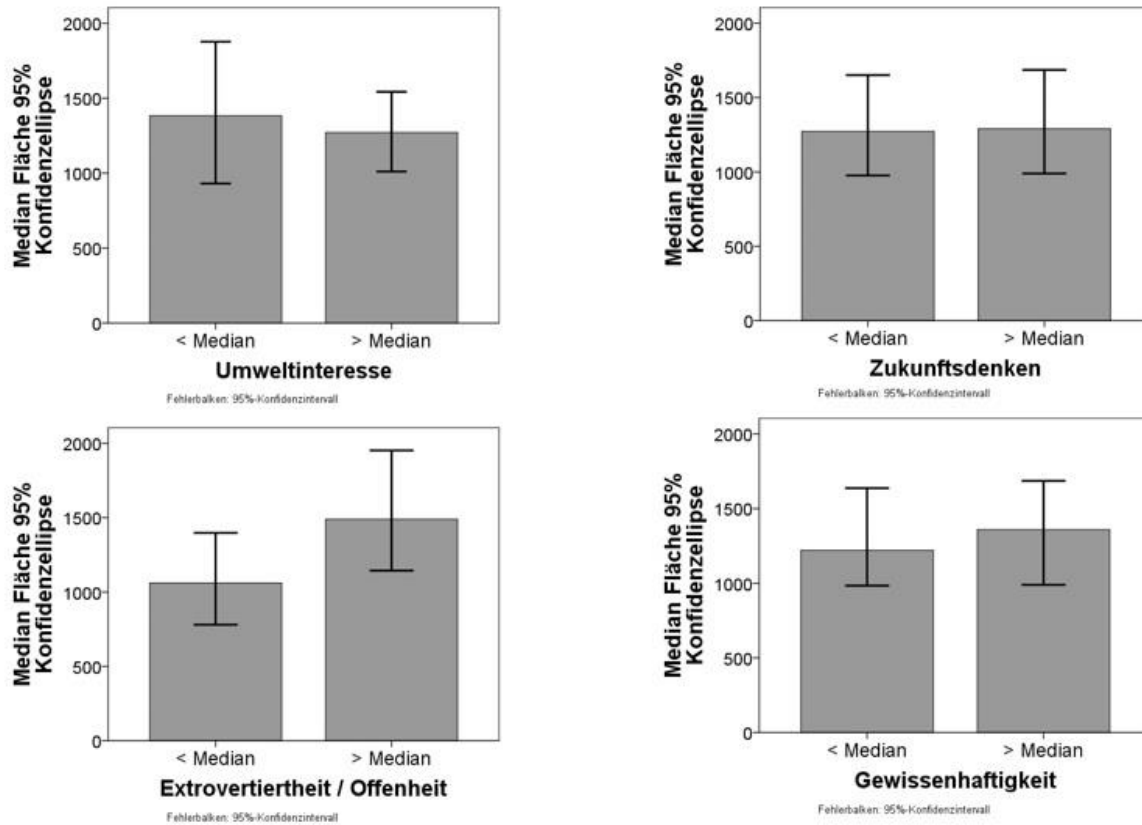 Median Fläche 95%
Konfidenzellipse
2000
1500
1000
500
0
< Median
> Median
Umweltinteresse
Fehlerbalken: 95%-Konfidenzintervall
Median Fläche 95%
Konfidenzellipse
2000
1500
1000
500
0
< Median
> Median
Zukunftsdenken
Fehlerbalken: 95%-Konfidenzintervall
Median Fläche 95%
Konfidenzellipse
2000
1500
1000
500
0
< Median
> Median
Extrovertiertheit / Offenheit
Fehlerbalken: 95%-Konfidenzintervall
Median Fläche 95%
Konfidenzellipse
2000
1500
1000
500
0
< Median
> Median
Gewissenhaftigkeit
Fehlerbalken: 95%-Konfidenzintervall